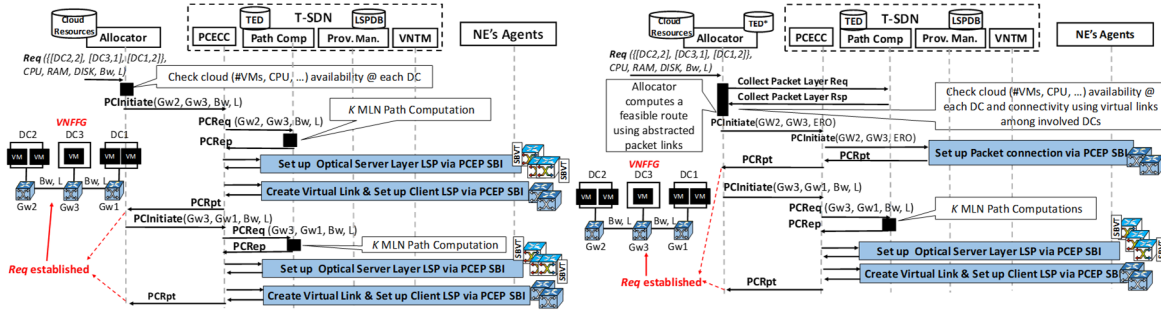 Cloud
Resources
Allocator
T-SDN
TED
LSPDB
PCECC
Path Comp
Prov. Man.
VNTM
NE's Agents
Req ({[DC2,2], [DC3,1], [DC1,2]},
CPU, RAM, DISK, Bw, L)
Check cloud (#VMs, CPU, ...) availability @ each DC
PCInitiate(Gw2, Gw3, Bw, L)
PCReq (Gw2, Gw3, Bw, L)
K MLN Path Computation
PCRep
SBVT
SBVT
Set up Optical Server Layer LSP via PCEP SBI
Create Virtual Link & Set up Client LSP via PCEP SBI
VNFFG
DC2
DC3
DC1
VM
VM
VM
VM
VM
Bw, L
Bw, L
Gw2
Gw3
Gw1
PCRpt
PCInitiate(Gw3, Gw1, Bw, L)
PCReq (Gw3, Gw1, Bw, L)
PCRep
K MLN Path Computation
SBVT
SBVT
Set up Optical Server Layer LSP via PCEP SBI
Create Virtual Link & Set up Client LSP via PCEP SBI
PCRpt
Req established
Cloud
Resources
TED*
Allocator
T-SDN
TED
LSPDB
PCECC
Path Comp
Prov. Man.
VNTM
NE's Agents
Req ({[DC2,2], [DC3,1], [DC1,2]},
CPU, RAM, DISK, Bw, L)
Collect Packet Layer Req
Collect Packet Layer Rsp
Allocator
computes a
feasible route
using abstracted
packet links
Check cloud (#VMs, CPU, ...) availability @
each DC and connectivity using virtual links
among involved DCs
PCInitiate(GW2, GW3, ERO)
PCInitiate(GW2, GW3, ERO)
Set up Packet connection via PCEP SBI
PCRpt
PCRpt
VNFFG
DC2
DC3
DC1
VM
VM
VM
VM
VM
Bw, L
Bw, L
Gw2
Gw3
Gw1
PCInitiate(Gw3, Gw1, Bw, L)
PCReq(Gw3, Gw1, Bw, L)
PCRep
K MLN Path Computations
SBVT
SBVT
Set up Optical Server Layer LSP via PCEP SBI
Create Virtual Link & Set up Client LSP via PCEP SBI
PCRpt
Req established